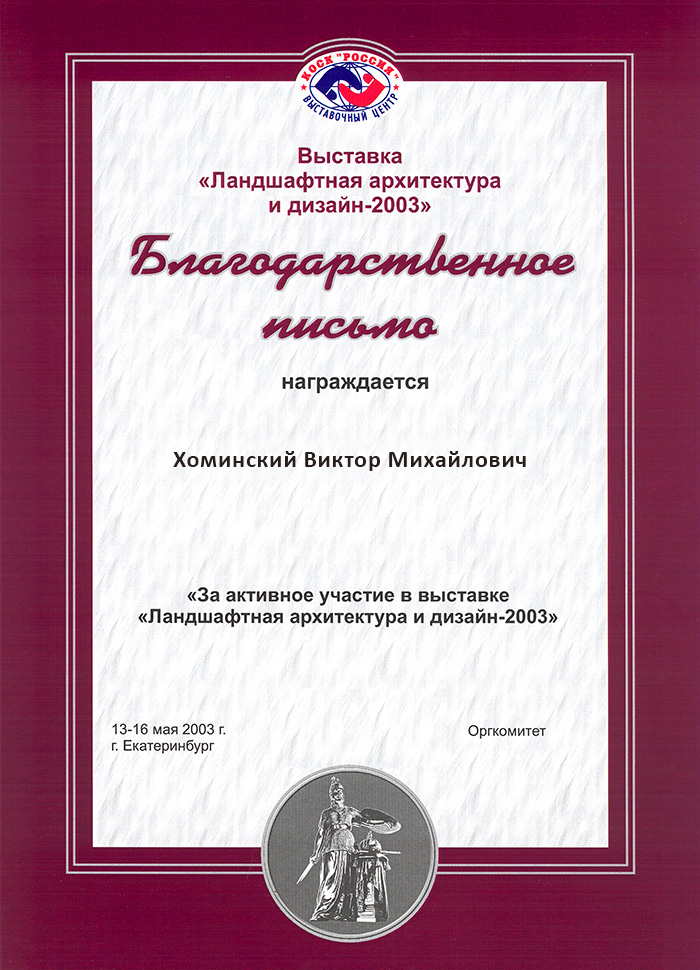 КОСК "РОССИЯ"
ВЫСТАВОЧНЫЙ ЦЕНТР
Выставка
«Ландшафтная архитектура
и дизайн-2003»
Благодарственное
письмо
награждается
Хоминский Виктор Михайлович
«За активное участие в выставке
«Ландшафтная архитектура и дизайн-2003»
13-16 мая 2003 г.
г. Екатеринбург
Оргкомитет